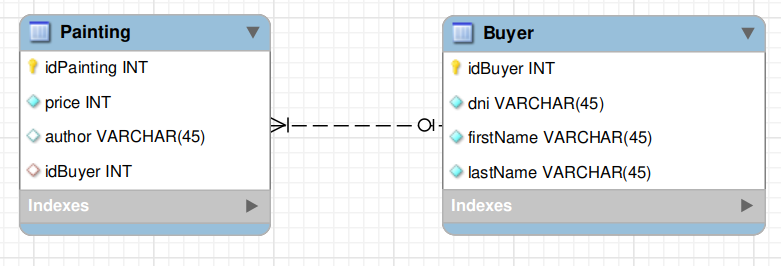 Painting
idPainting INT
price INT
author VARCHAR(45)
idBuyer INT
Indexes
Buyer
idBuyer INT
dni VARCHAR(45)
firstName VARCHAR(45)
lastName VARCHAR(45)
Indexes